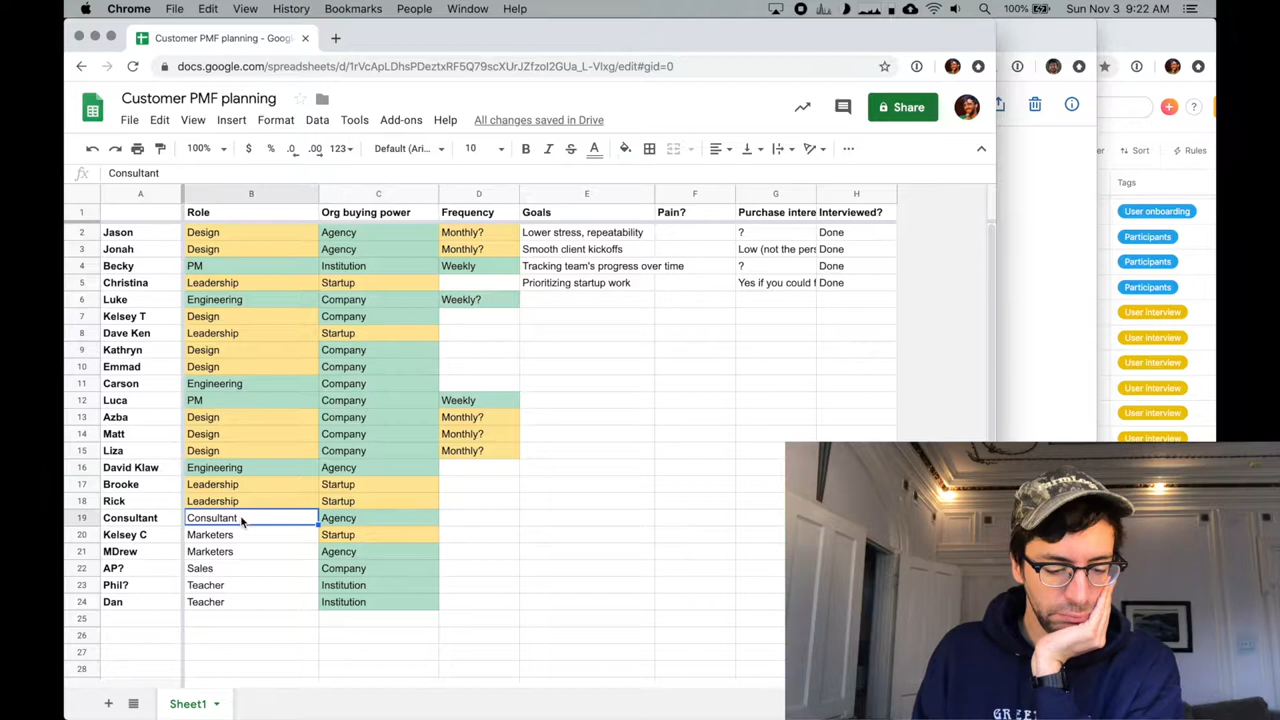 Chrome File Edit View History Bookmarks People Window Help 100% Sun Nov 3 9:22 AM
Customer PMF planning - Goog
docs.google.com/spreadsheets/d/1rVcApLDhsPDeztxRF5Q79scXUrJZfzoI2GUa_L-VIxg/edit#gid=0
Customer PMF planning
Share
File Edit View Insert Format Data Tools Add-ons Help All changes saved in Drive
100% $ % .0 .00 123 Default (Ari... 10 B I S A
Sort Rules
fx Consultant
Tags
A B C D E F G H
1 Role Org buying power Frequency Goals Pain? Purchase intere Interviewed?
2 Jason Design Agency Monthly? Lower stress, repeatability ? Done
3 Jonah Design Agency Monthly? Smooth client kickoffs Low (not the pers Done
4 Becky PM Institution Weekly Tracking team's progress over time ? Done
5 Christina Leadership Startup Prioritizing startup work Yes if you could f Done
6 Luke Engineering Company Weekly?
7 Kelsey T Design Company
8 Dave Ken Leadership Startup
9 Kathryn Design Company
10 Emmad Design Company
11 Carson Engineering Company
12 Luca PM Company Weekly
13 Azba Design Company Monthly?
14 Matt Design Company Monthly?
15 Liza Design Company Monthly?
16 David Klaw Engineering Agency
17 Brooke Leadership Startup
18 Rick Leadership Startup
19 Consultant Consultant Agency
20 Kelsey C Marketers Startup
21 MDrew Marketers Agency
22 AP? Sales Company
23 Phil? Teacher Institution
24 Dan Teacher Institution
25
26
27
28
Sheet1
User onboarding
Participants
Participants
Participants
User interview
User interview
User interview
User interview
User interview
User interview